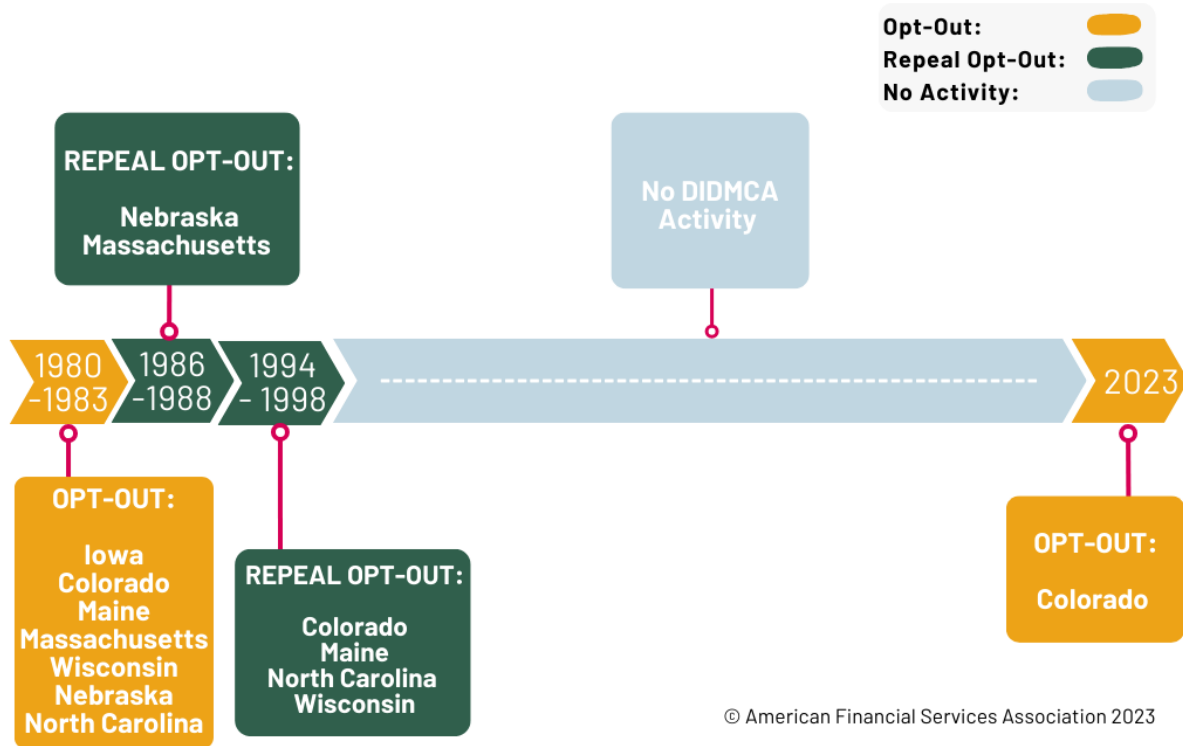 Opt-Out:
Repeal Opt-Out:
No Activity:
REPEAL OPT-OUT:
Nebraska
Massachusetts
No DIDMCA
Activity
1980
-1983
1986
-1988
1994
- 1998
2023
OPT-OUT:
Iowa
Colorado
Maine
Massachusetts
Wisconsin
Nebraska
North Carolina
REPEAL OPT-OUT:
Colorado
Maine
North Carolina
Wisconsin
OPT-OUT:
Colorado
© American Financial Services Association 2023